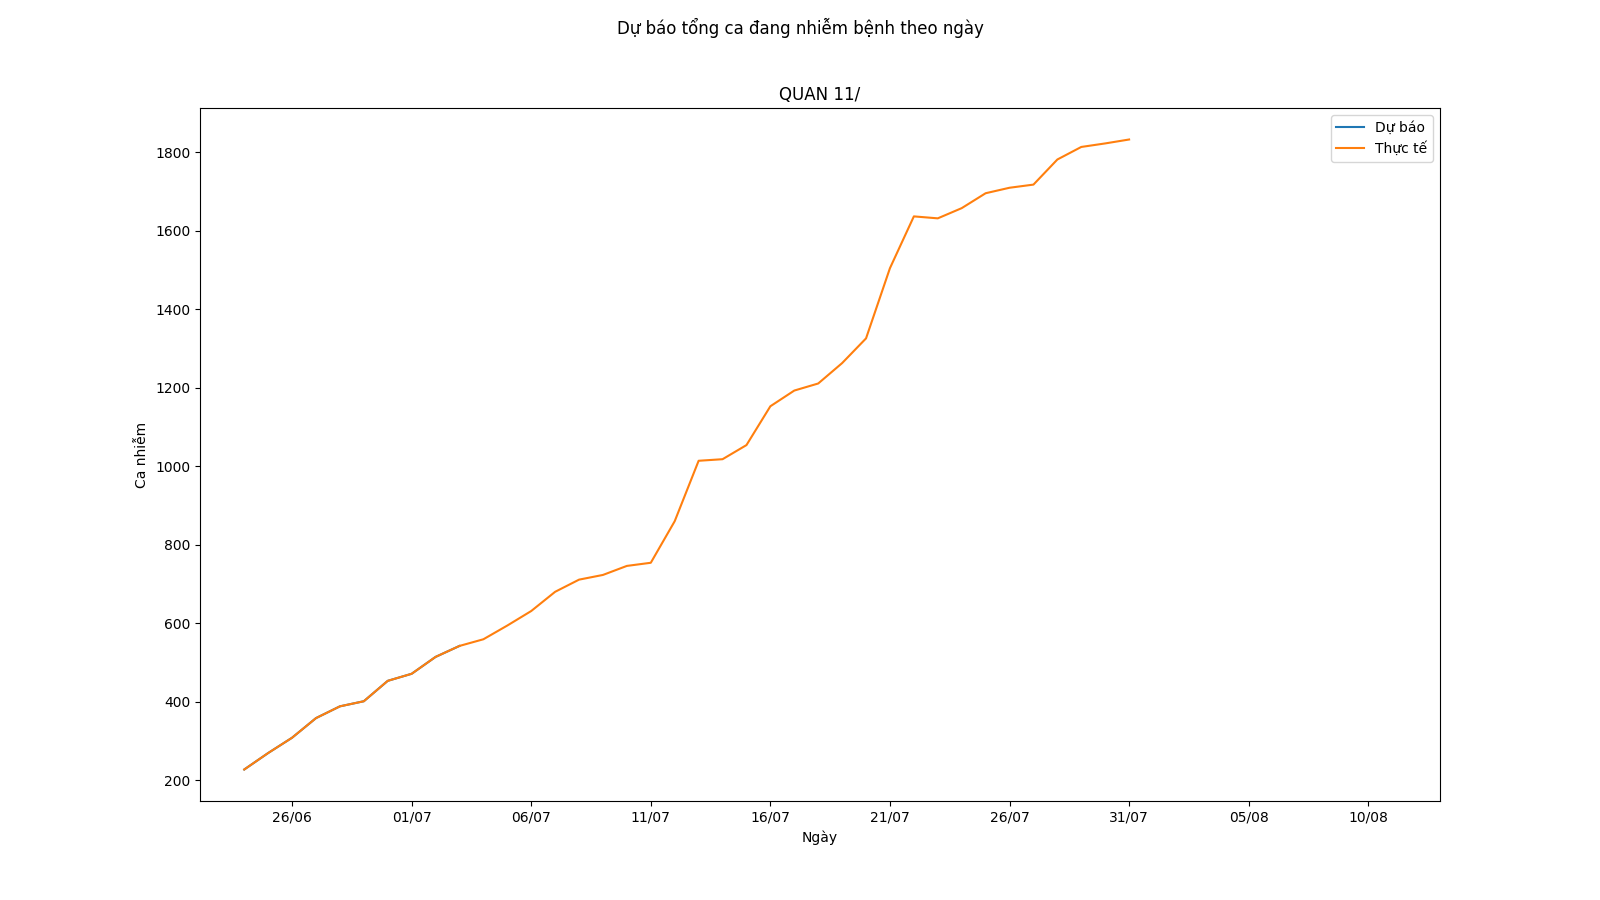 Dự báo tổng ca đang nhiễm bệnh theo ngày
QUAN 11/
Dự báo
Thực tế
Ca nhiễm
1800
1600
1400
1200
1000
800
600
400
200
26/06 01/07 06/07 11/07 16/07 21/07 26/07 31/07 05/08 10/08
Ngày